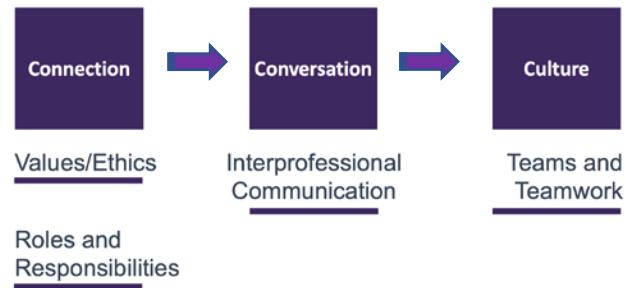 Connection
Conversation
Culture
Values/Ethics
Interprofessional
Communication
Teams and
Teamwork
Roles and
Responsibilities